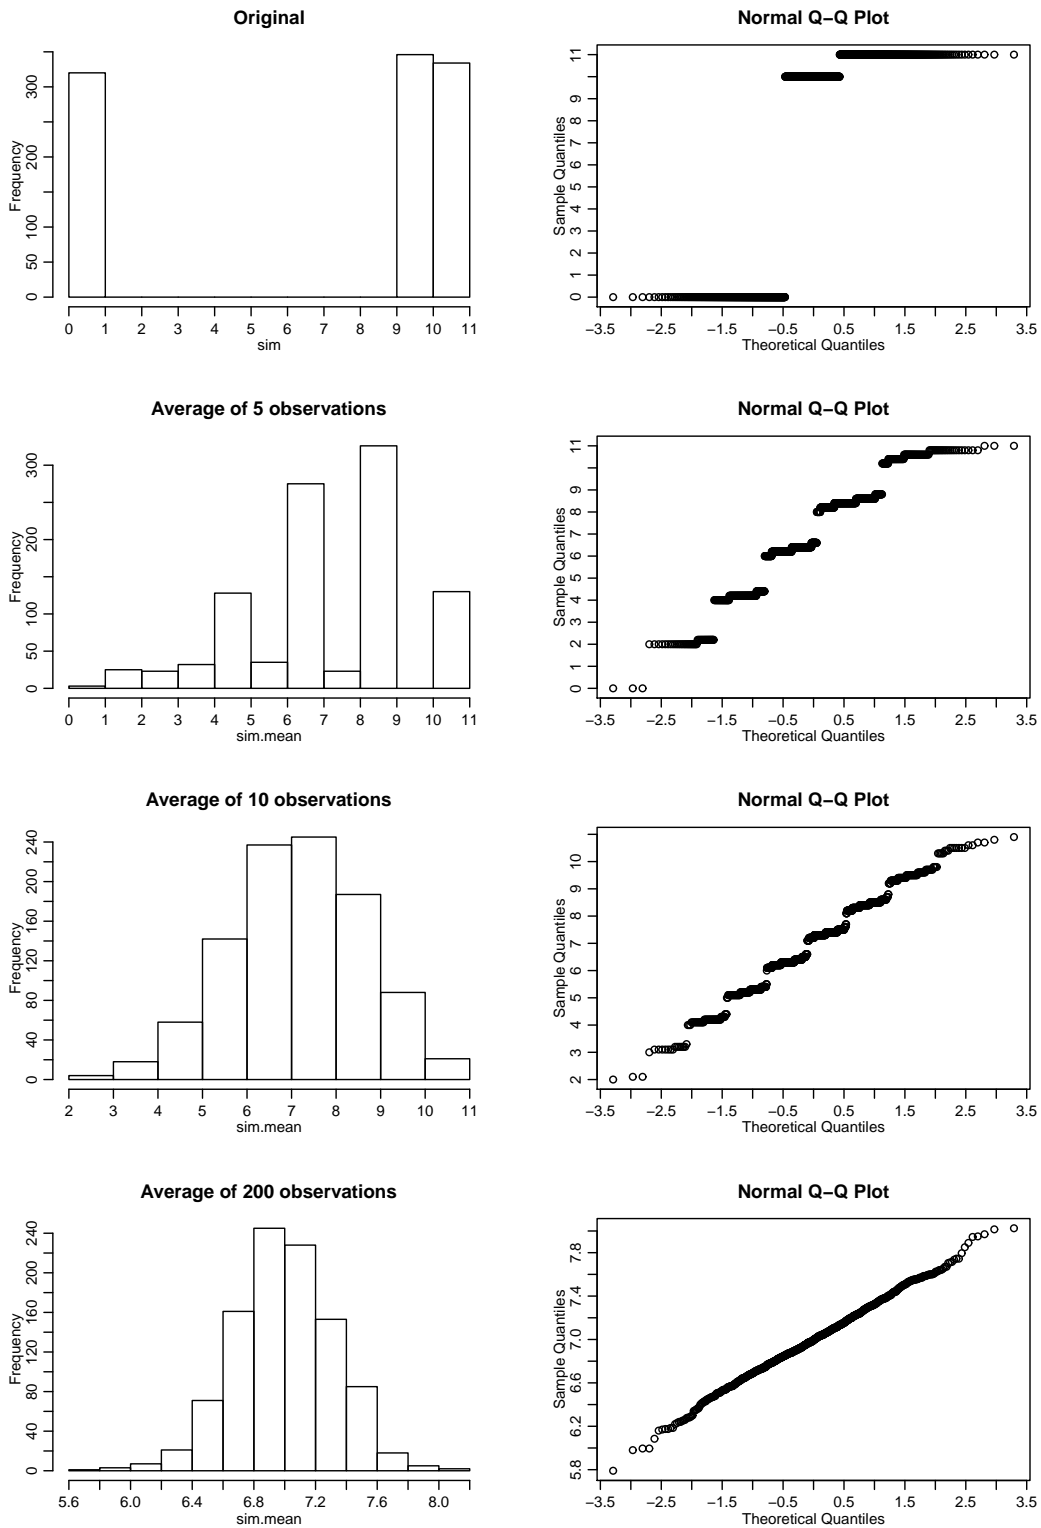 Original
Frequency
0 50 100 200 300
0 1 2 3 4 5 6 7 8 9 10 11
sim
Normal Q−Q Plot
Sample Quantiles
0 1 2 3 4 5 6 7 8 9 11
−3.5 −2.5 −1.5 −0.5 0.5 1.5 2.5 3.5
Theoretical Quantiles
Average of 5 observations
Frequency
0 50 100 200 300
0 1 2 3 4 5 6 7 8 9 10 11
sim.mean
Normal Q−Q Plot
Sample Quantiles
0 1 2 3 4 5 6 7 8 9 11
−3.5 −2.5 −1.5 −0.5 0.5 1.5 2.5 3.5
Theoretical Quantiles
Average of 10 observations
Frequency
0 40 80 120 160 200 240
2 3 4 5 6 7 8 9 10 11
sim.mean
Normal Q−Q Plot
Sample Quantiles
2 3 4 5 6 7 8 9 10
−3.5 −2.5 −1.5 −0.5 0.5 1.5 2.5 3.5
Theoretical Quantiles
Average of 200 observations
Frequency
0 40 80 120 160 200 240
5.6 6.0 6.4 6.8 7.2 7.6 8.0
sim.mean
Normal Q−Q Plot
Sample Quantiles
5.8 6.2 6.6 7.0 7.4 7.8
−3.5 −2.5 −1.5 −0.5 0.5 1.5 2.5 3.5
Theoretical Quantiles